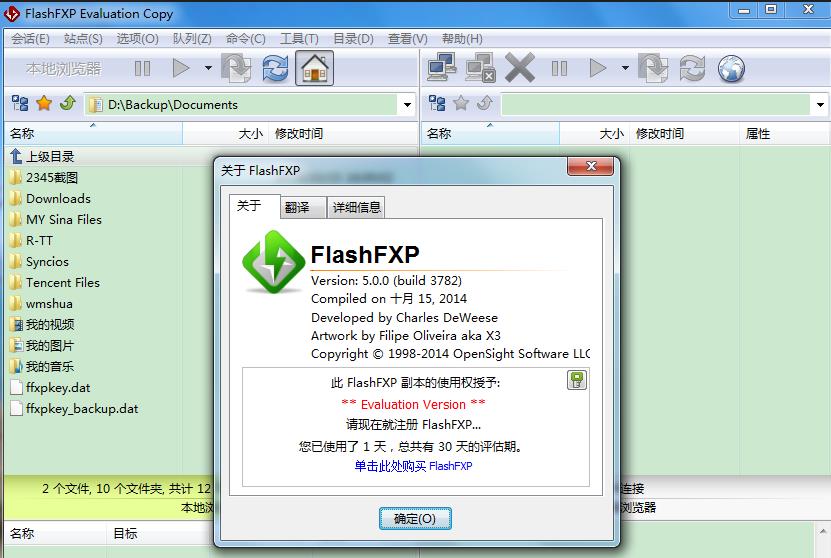 FlashFXP Evaluation Copy
会话(E) 站点(S) 选项(O) 队列(Z) 命令(C) 工具(T) 目录(D) 查看(V) 帮助(H)
本地浏览器
D:\Backup\Documents
名称 大小 修改时间
名称 大小 修改时间 属性
上级目录
2345截图
Downloads
MY Sina Files
R-TT
Syncios
Tencent Files
wmshua
我的视频
我的图片
我的音乐
ffxpkey.dat
ffxpkey_backup.dat
2 个文件, 10 个文件夹, 共计 12
本地浏
连接
浏览器
名称 目标
关于 FlashFXP
关于 翻译 详细信息
FlashFXP
Version: 5.0.0 (build 3782)
Compiled on 十月 15, 2014
Developed by Charles DeWeese
Artwork by Filipe Oliveira aka X3
Copyright © 1998-2014 OpenSight Software LLC
此 FlashFXP 副本的使用权授予:
** Evaluation Version **
请现在就注册 FlashFXP...
您已使用了 1 天，总共有 30 天的评估期。
单击此处购买 FlashFXP
确定(O)